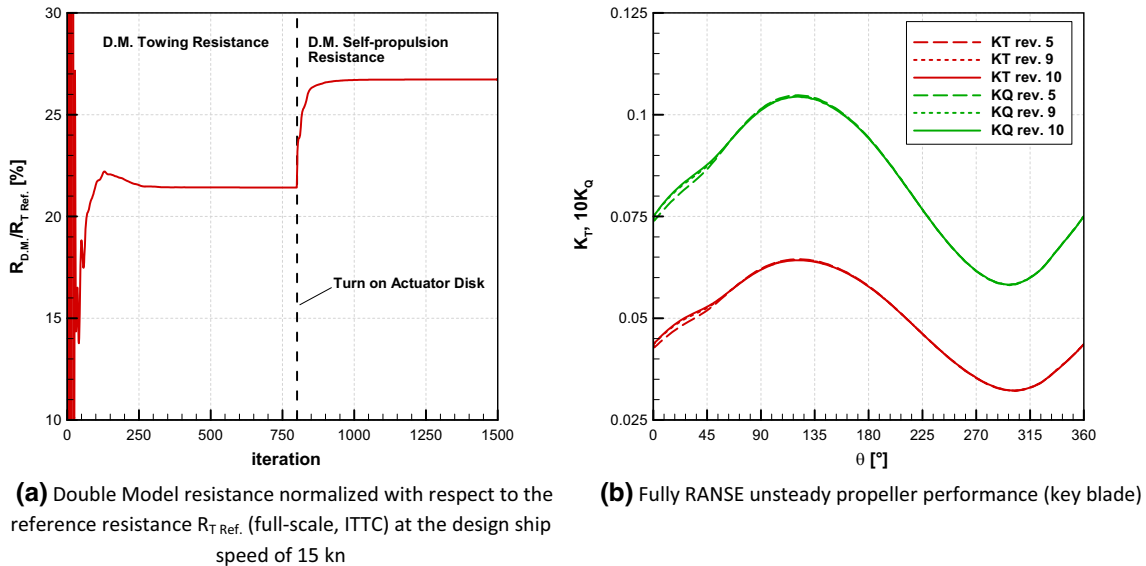 30
25
20
15
10
R_D.M./R_T Ref. [%]
D.M. Towing Resistance
D.M. Self-propulsion
Resistance
Turn on Actuator Disk
0
250
500
750
1000
1250
1500
iteration
(a) Double Model resistance normalized with respect to the
reference resistance R_T Ref. (full-scale, ITTC) at the design ship
speed of 15 kn
0.125
0.1
0.075
0.05
0.025
K_T, 10K_Q
KT rev. 5
KT rev. 9
KT rev. 10
KQ rev. 5
KQ rev. 9
KQ rev. 10
0
45
90
135
180
225
270
315
360
θ [°]
(b) Fully RANSE unsteady propeller performance (key blade)